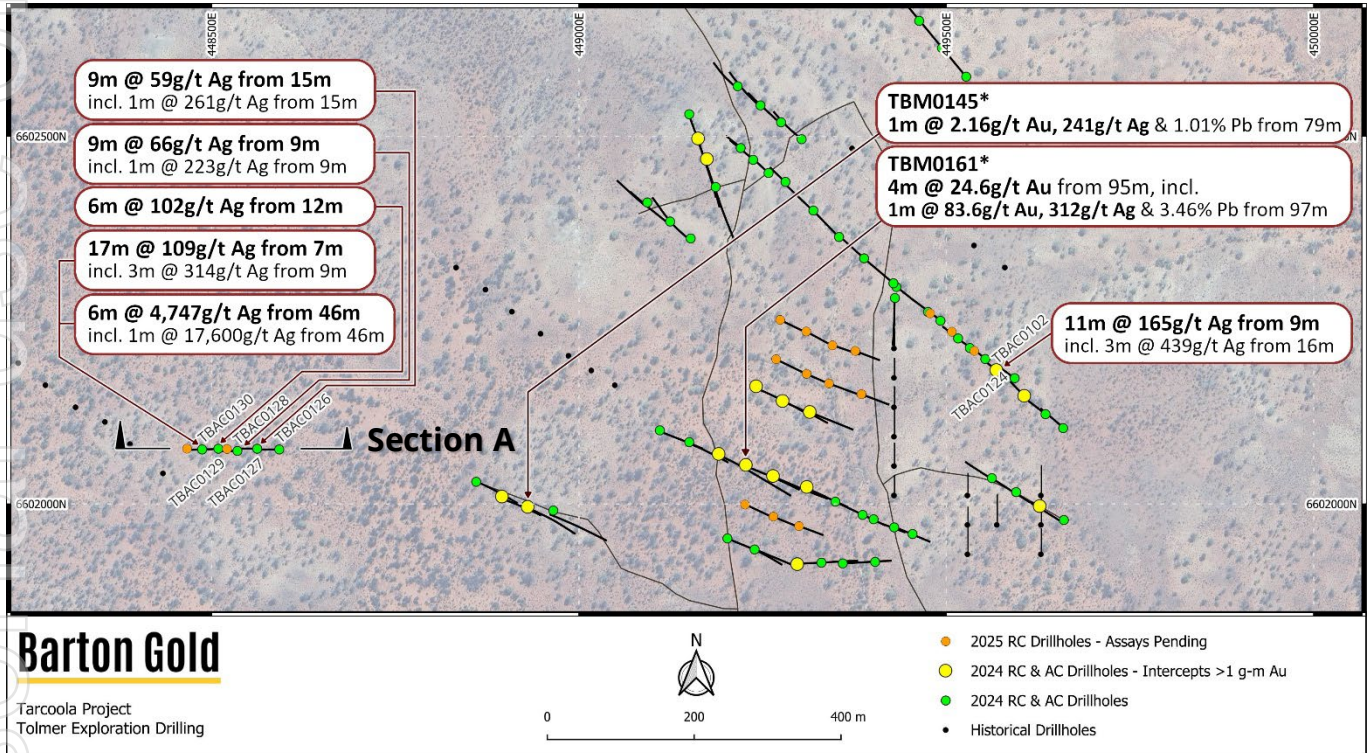 448500E
449000E
449500E
450000E
9m @ 59g/t Ag from 15m
incl. 1m @ 261g/t Ag from 15m
9m @ 66g/t Ag from 9m
incl. 1m @ 223g/t Ag from 9m
6m @ 102g/t Ag from 12m
17m @ 109g/t Ag from 7m
incl. 3m @ 314g/t Ag from 9m
6m @ 4,747g/t Ag from 46m
incl. 1m @ 17,600g/t Ag from 46m
TBM0145*
1m @ 2.16g/t Au, 241g/t Ag & 1.01% Pb from 79m
TBM0161*
4m @ 24.6g/t Au from 95m, incl.
1m @ 83.6g/t Au, 312g/t Ag & 3.46% Pb from 97m
11m @ 165g/t Ag from 9m
incl. 3m @ 439g/t Ag from 16m
6602500N
TBAC0102
TBAC0124
TBAC0130
TBAC0128
TBAC0126
TBAC0129
TBAC0127
Section A
6602000N
6602000N
Barton Gold
Tarcoola Project
Tolmer Exploration Drilling
N
0 200 400 m
2025 RC Drillholes - Assays Pending
2024 RC & AC Drillholes - Intercepts >1 g-m Au
2024 RC & AC Drillholes
Historical Drillholes